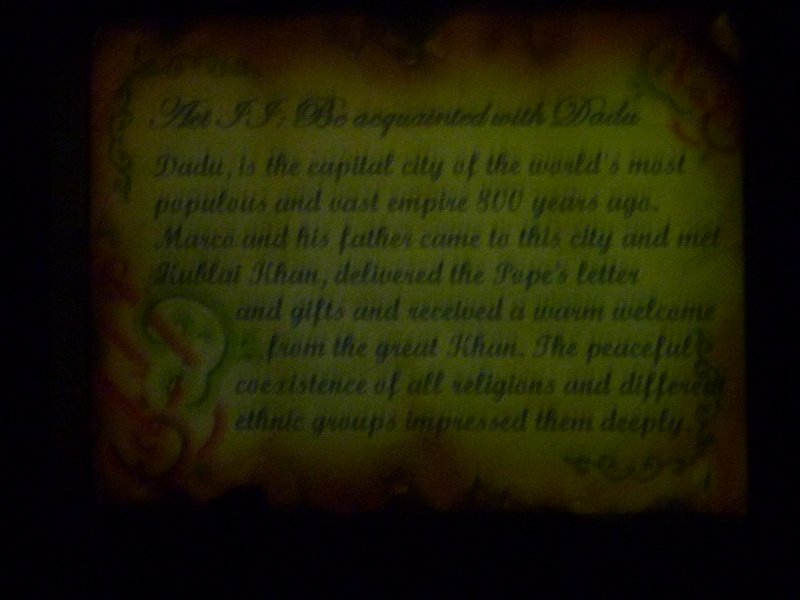 Act II: Be acquainted with Dadu
Dadu, is the capital city of the world's most
populous and vast empire 800 years ago.
Marco and his father came to this city and met
Kublai Khan, delivered the Pope's letter
and gifts and received a warm welcome
from the great Khan. The peaceful
coexistence of all religions and different
ethnic groups impressed them deeply.